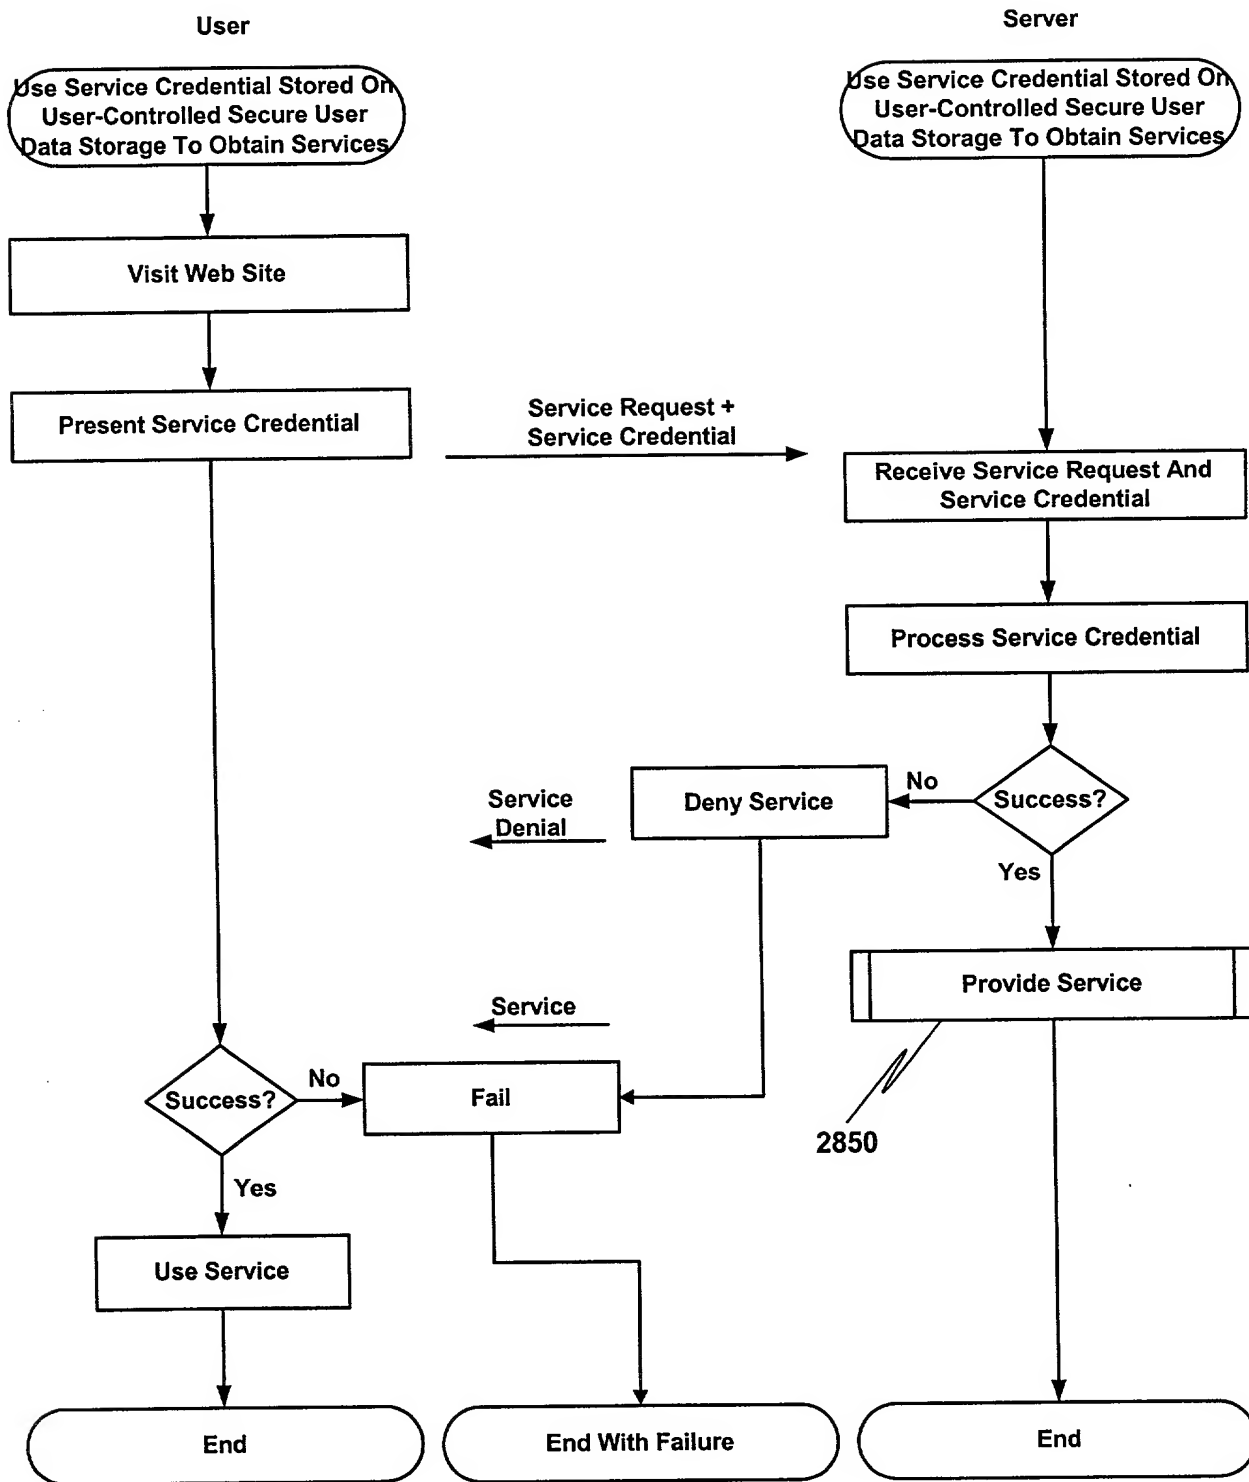 User
Server
Use Service Credential Stored On
User-Controlled Secure User
Data Storage To Obtain Services
Use Service Credential Stored On
User-Controlled Secure User
Data Storage To Obtain Services
Visit Web Site
Present Service Credential
Service Request +
Service Credential
Receive Service Request And
Service Credential
Process Service Credential
Success?
No
Deny Service
Service
Denial
Yes
Provide Service
2850
Service
Success?
No
Fail
Yes
Use Service
End
End With Failure
End